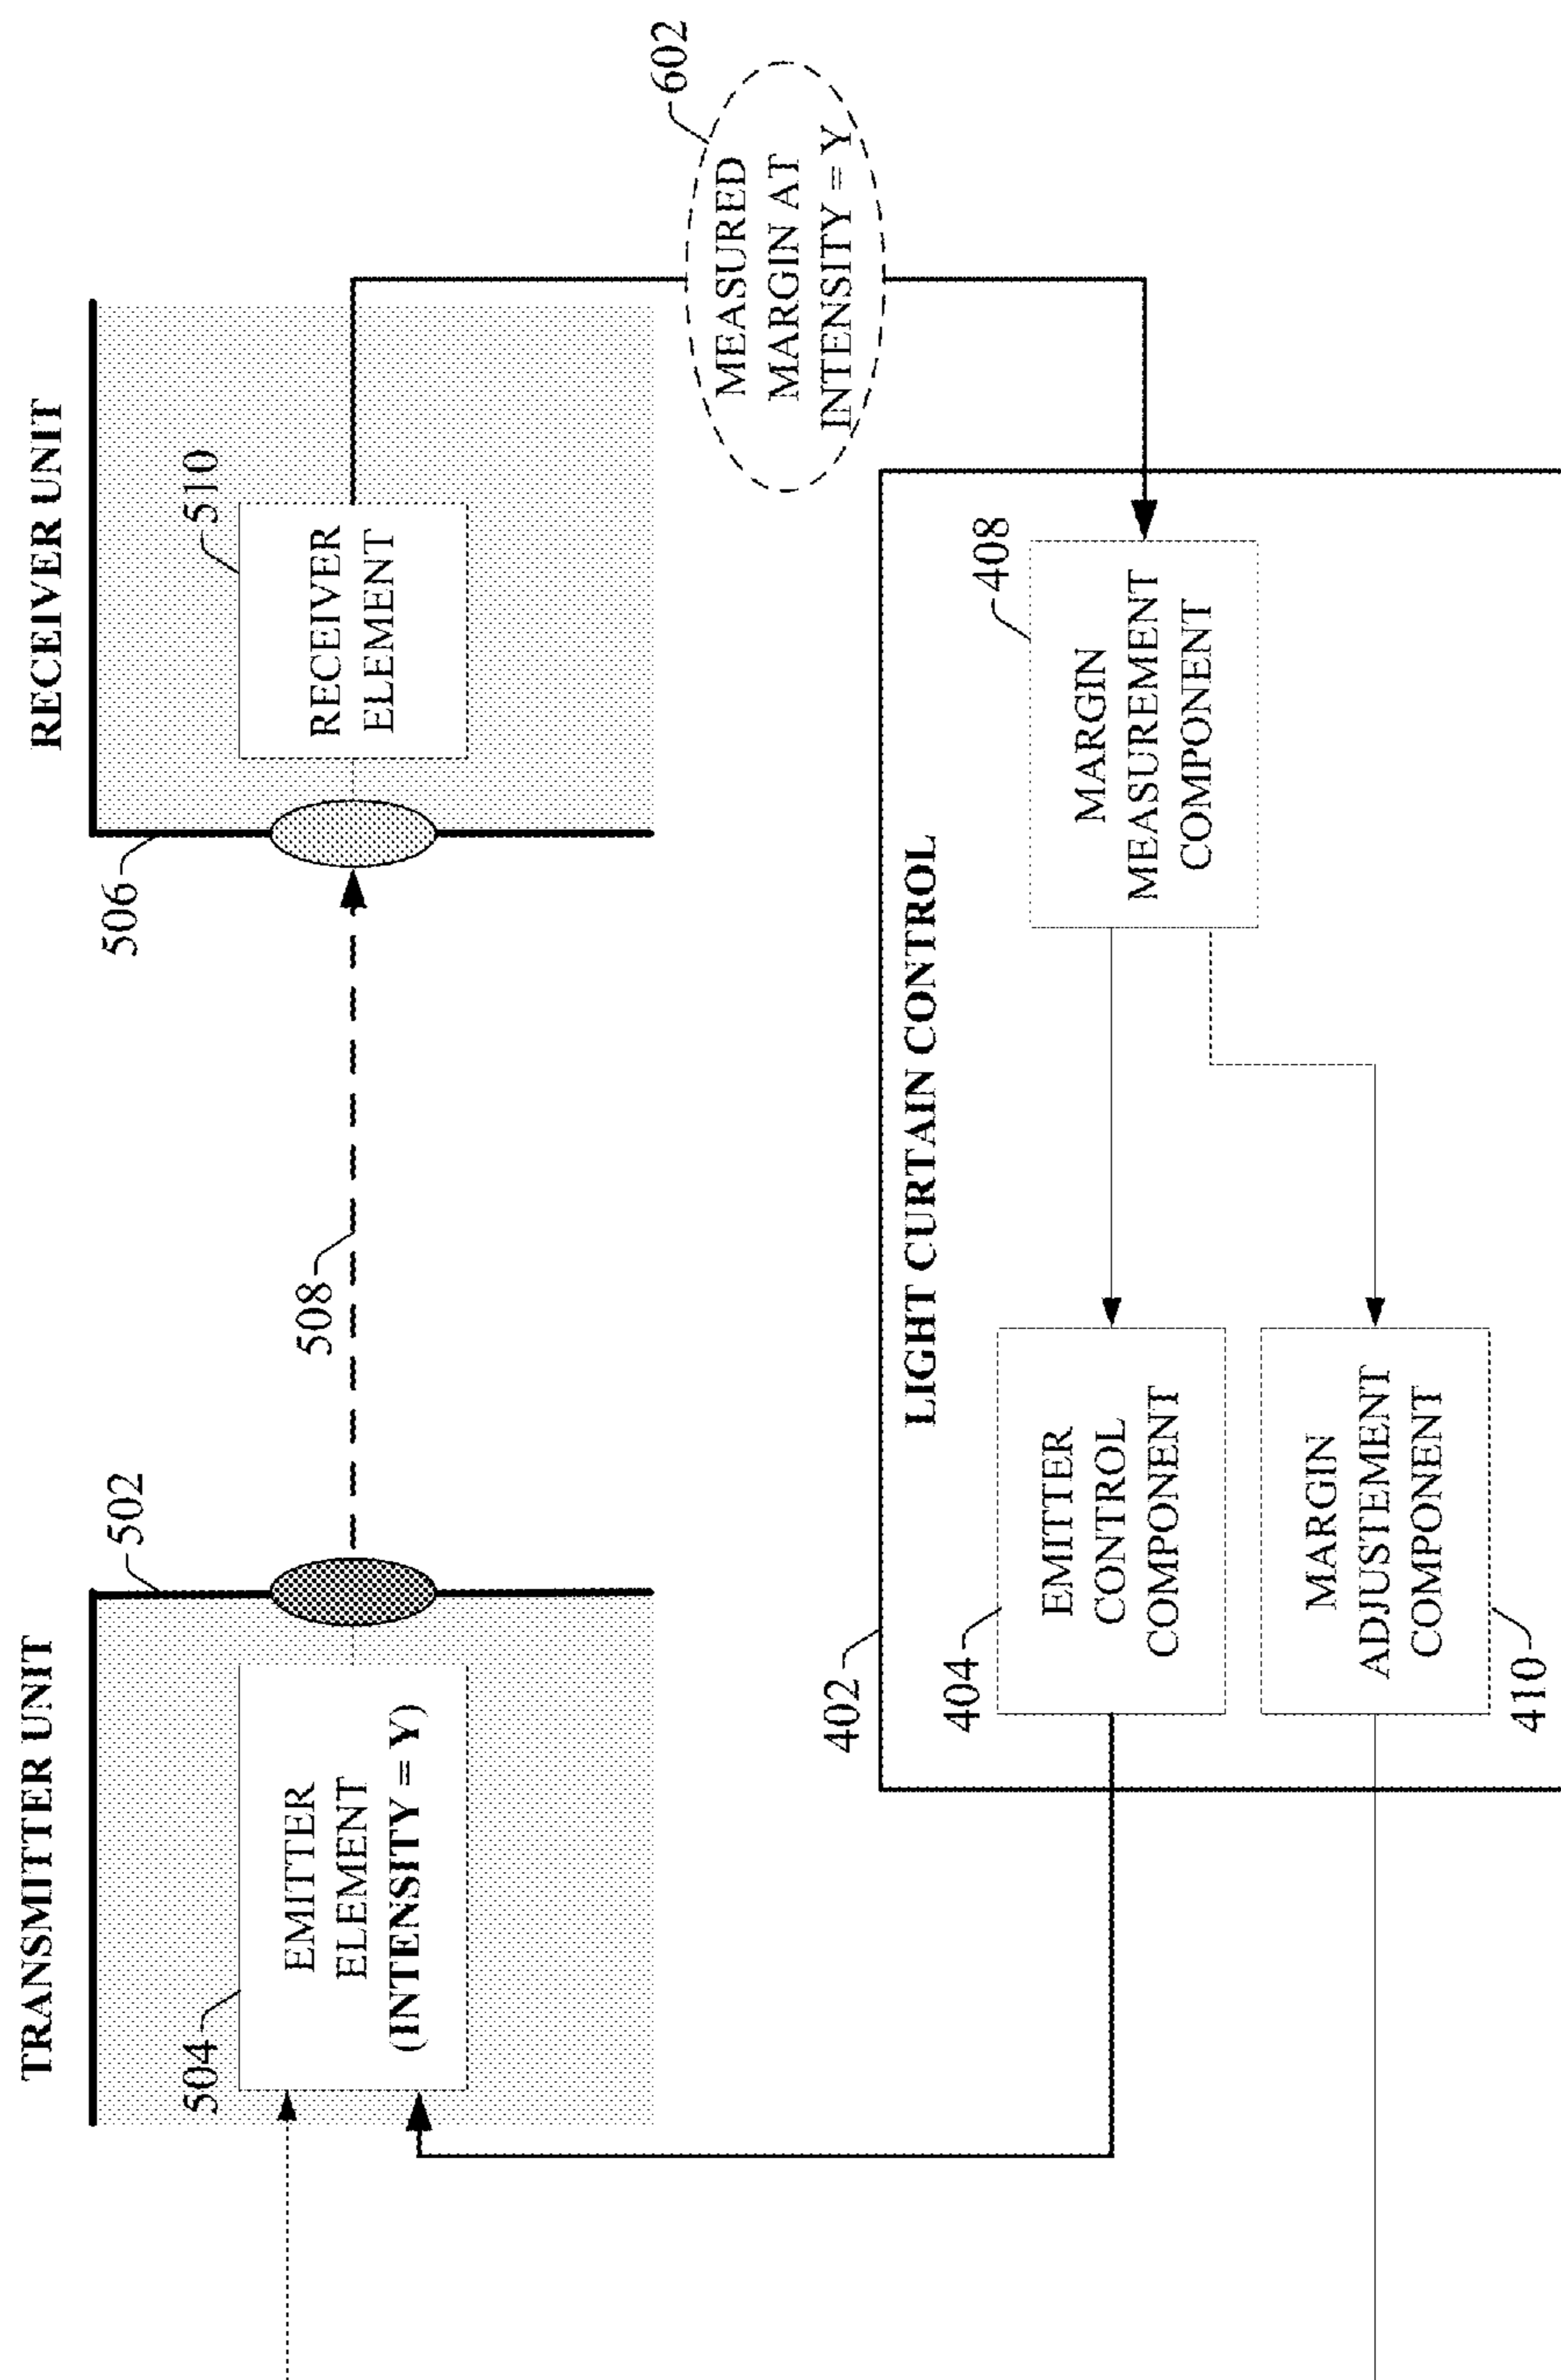 TRANSMITTER UNIT
RECEIVER UNIT
502
504
EMITTER
ELEMENT
(INTENSITY = Y)
508
506
510
RECEIVER
ELEMENT
602
MEASURED
MARGIN AT
INTENSITY = Y
402
LIGHT CURTAIN CONTROL
404
EMITTER
CONTROL
COMPONENT
408
MARGIN
MEASUREMENT
COMPONENT
MARGIN
ADJUSTEMENT
COMPONENT
410